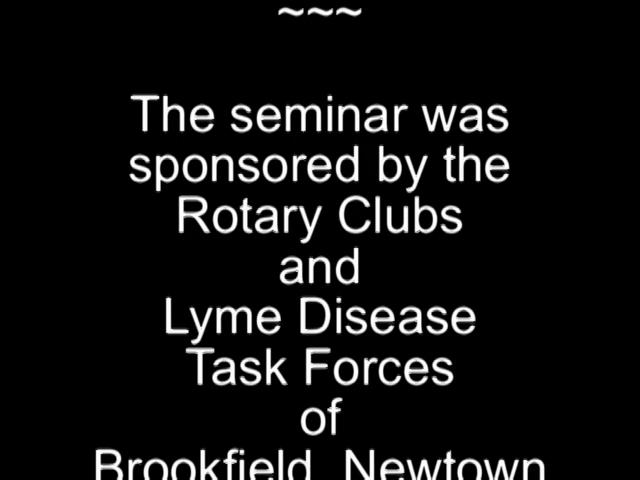 ~~~
The seminar was
sponsored by the
Rotary Clubs
and
Lyme Disease
Task Forces
of
Brookfield, Newtown